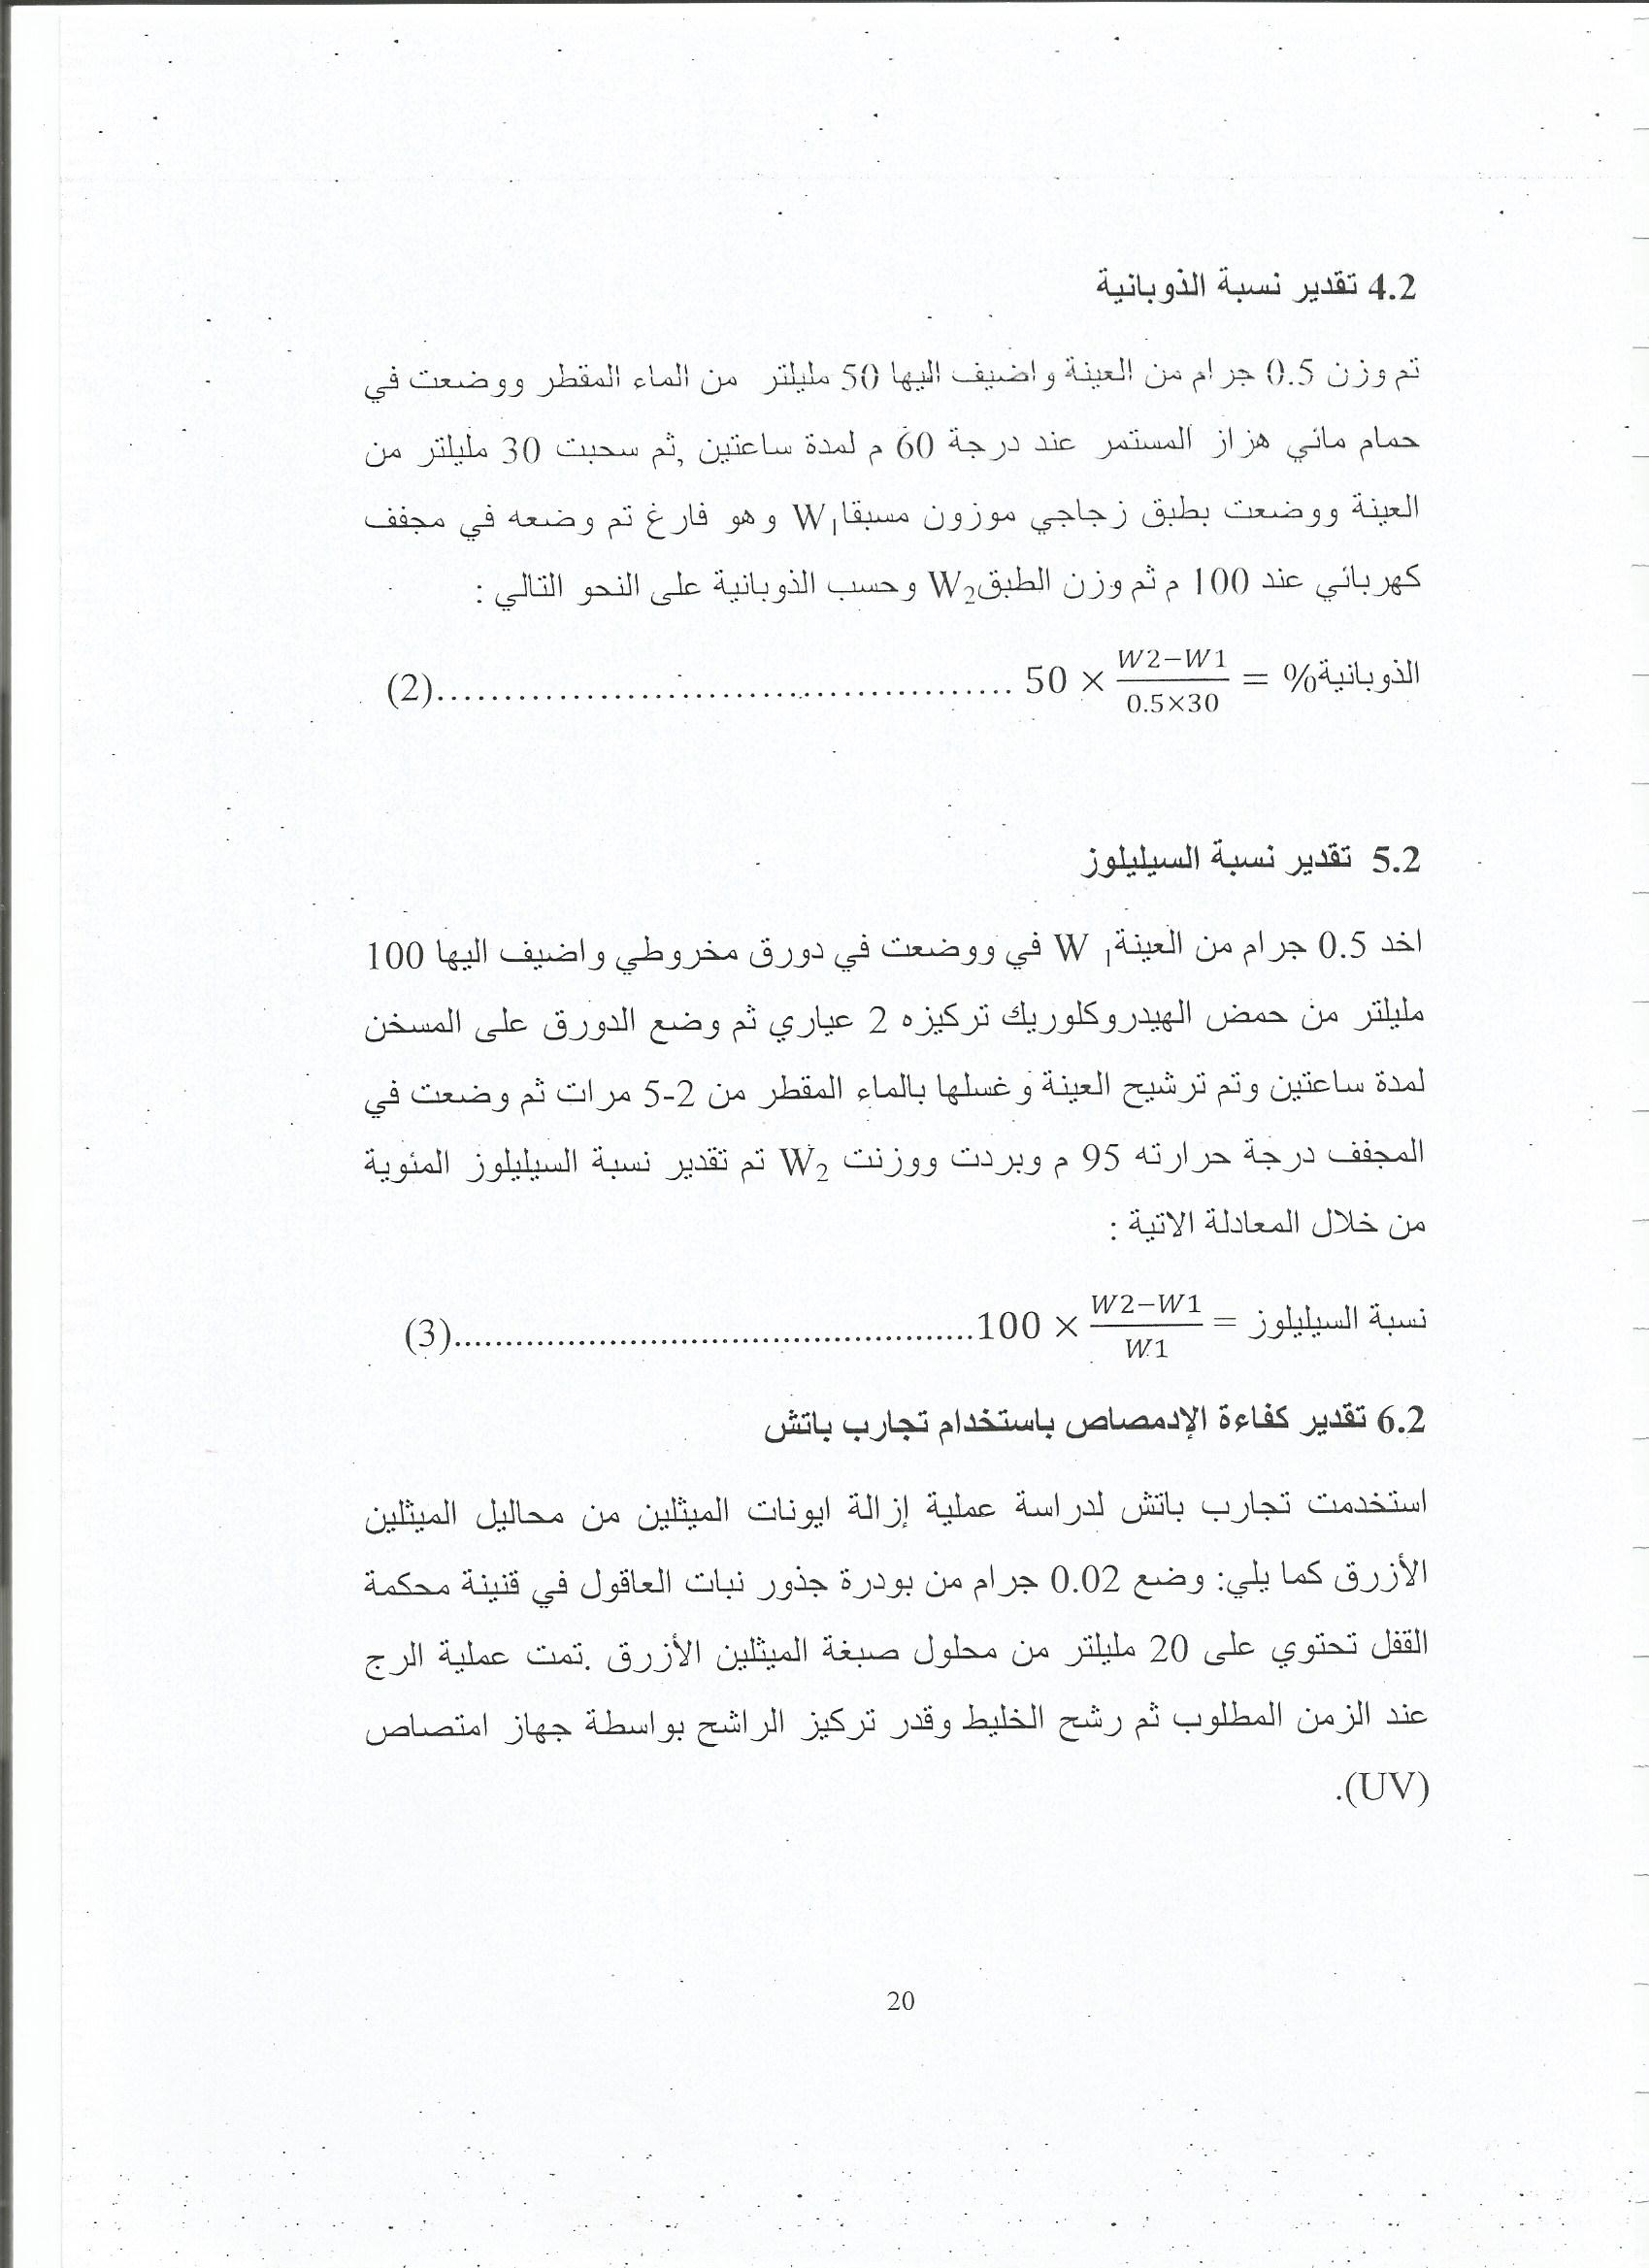 4.2 تقدير نسبة الذوبانية
تم وزن 0.5 جرام من العينة واضيف اليها 50 مليلتر من الماء المقطر ووضعت في
حمام مائي هزاز المستمر عند درجة 60 م لمدة ساعتين ,ثم سحبت 30 مليلتر من
العينة ووضعت بطبق زجاجي موزون مسبقا W₁ وهو فارغ تم وضعه في مجفف
كهربائي عند 100 م ثم وزن الطبق W₂ وحسب الذوبانية على النحو التالي :
الذوبانية% = \frac{W2−W1}{0.5×30} × 50 ..........................................(2)
5.2 تقدير نسبة السيليلوز
اخد 0.5 جرام من العينة W₁ في ووضعت في دورق مخروطي واضيف اليها 100
مليلتر من حمض الهيدروكلوريك تركيزه 2 عياري ثم وضع الدورق على المسخن
لمدة ساعتين وتم ترشيح العينة وغسلها بالماء المقطر من 2-5 مرات ثم وضعت في
المجفف درجة حرارته 95 م وبردت ووزنت W₂ تم تقدير نسبة السيليلوز المئوية
من خلال المعادلة الاتية :
نسبة السيليلوز = \frac{W2−W1}{W1} × 100..................................................(3)
6.2 تقدير كفاءة الإدمصاص باستخدام تجارب باتش
استخدمت تجارب باتش لدراسة عملية إزالة ايونات الميثلين من محاليل الميثلين
الأزرق كما يلي: وضع 0.02 جرام من بودرة جذور نبات العاقول في قنينة محكمة
القفل تحتوي على 20 مليلتر من محلول صبغة الميثلين الأزرق .تمت عملية الرج
عند الزمن المطلوب ثم رشح الخليط وقدر تركيز الراشح بواسطة جهاز امتصاص
(UV).
20